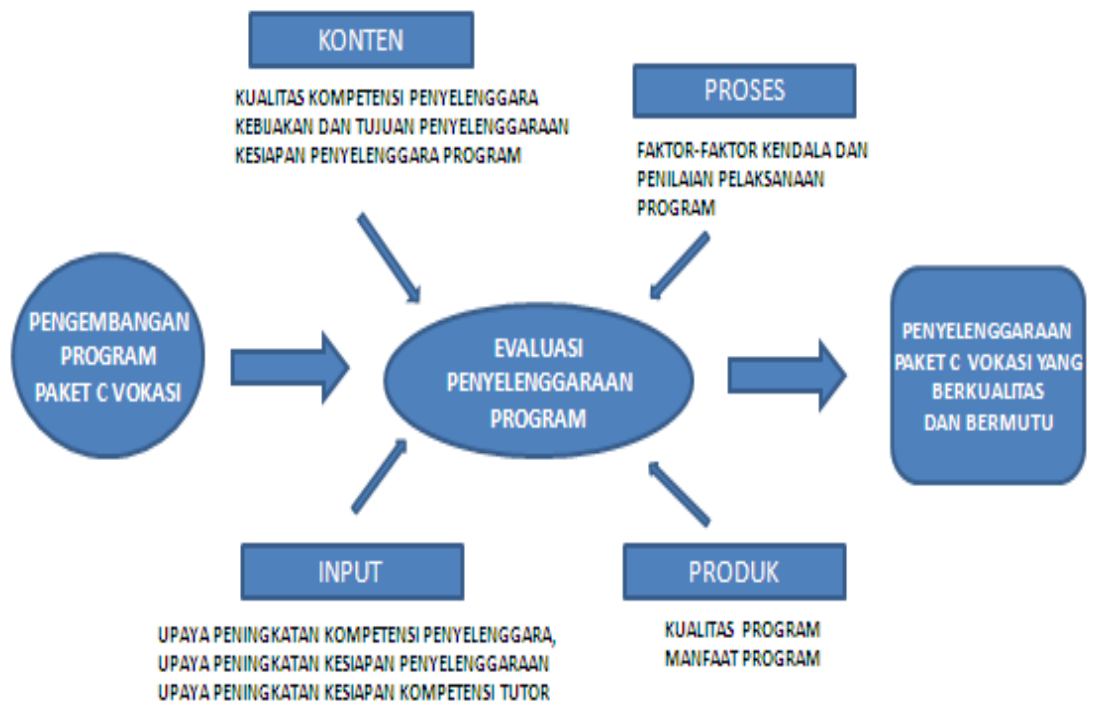 KONTEN
KUALITAS KOMPETENSI PENYELENGGARA
KEBIJAKAN DAN TUJUAN PENYELENGGARAAN
KESIAPAN PENYELENGGARA PROGRAM
PROSES
FAKTOR-FAKTOR KENDALA DAN
PENILAIAN PELAKSANAAN
PROGRAM
PENGEMBANGAN
PROGRAM
PAKET C VOKASI
EVALUASI
PENYELENGGARAAN
PROGRAM
PENYELENGGARAAN
PAKET C VOKASI YANG
BERKUALITAS
DAN BERMUTU
INPUT
UPAYA PENINGKATAN KOMPETENSI PENYELENGGARA,
UPAYA PENINGKATAN KESIAPAN PENYELENGGARAAN
UPAYA PENINGKATAN KESIAPAN KOMPETENSI TUTOR
PRODUK
KUALITAS PROGRAM
MANFAAT PROGRAM